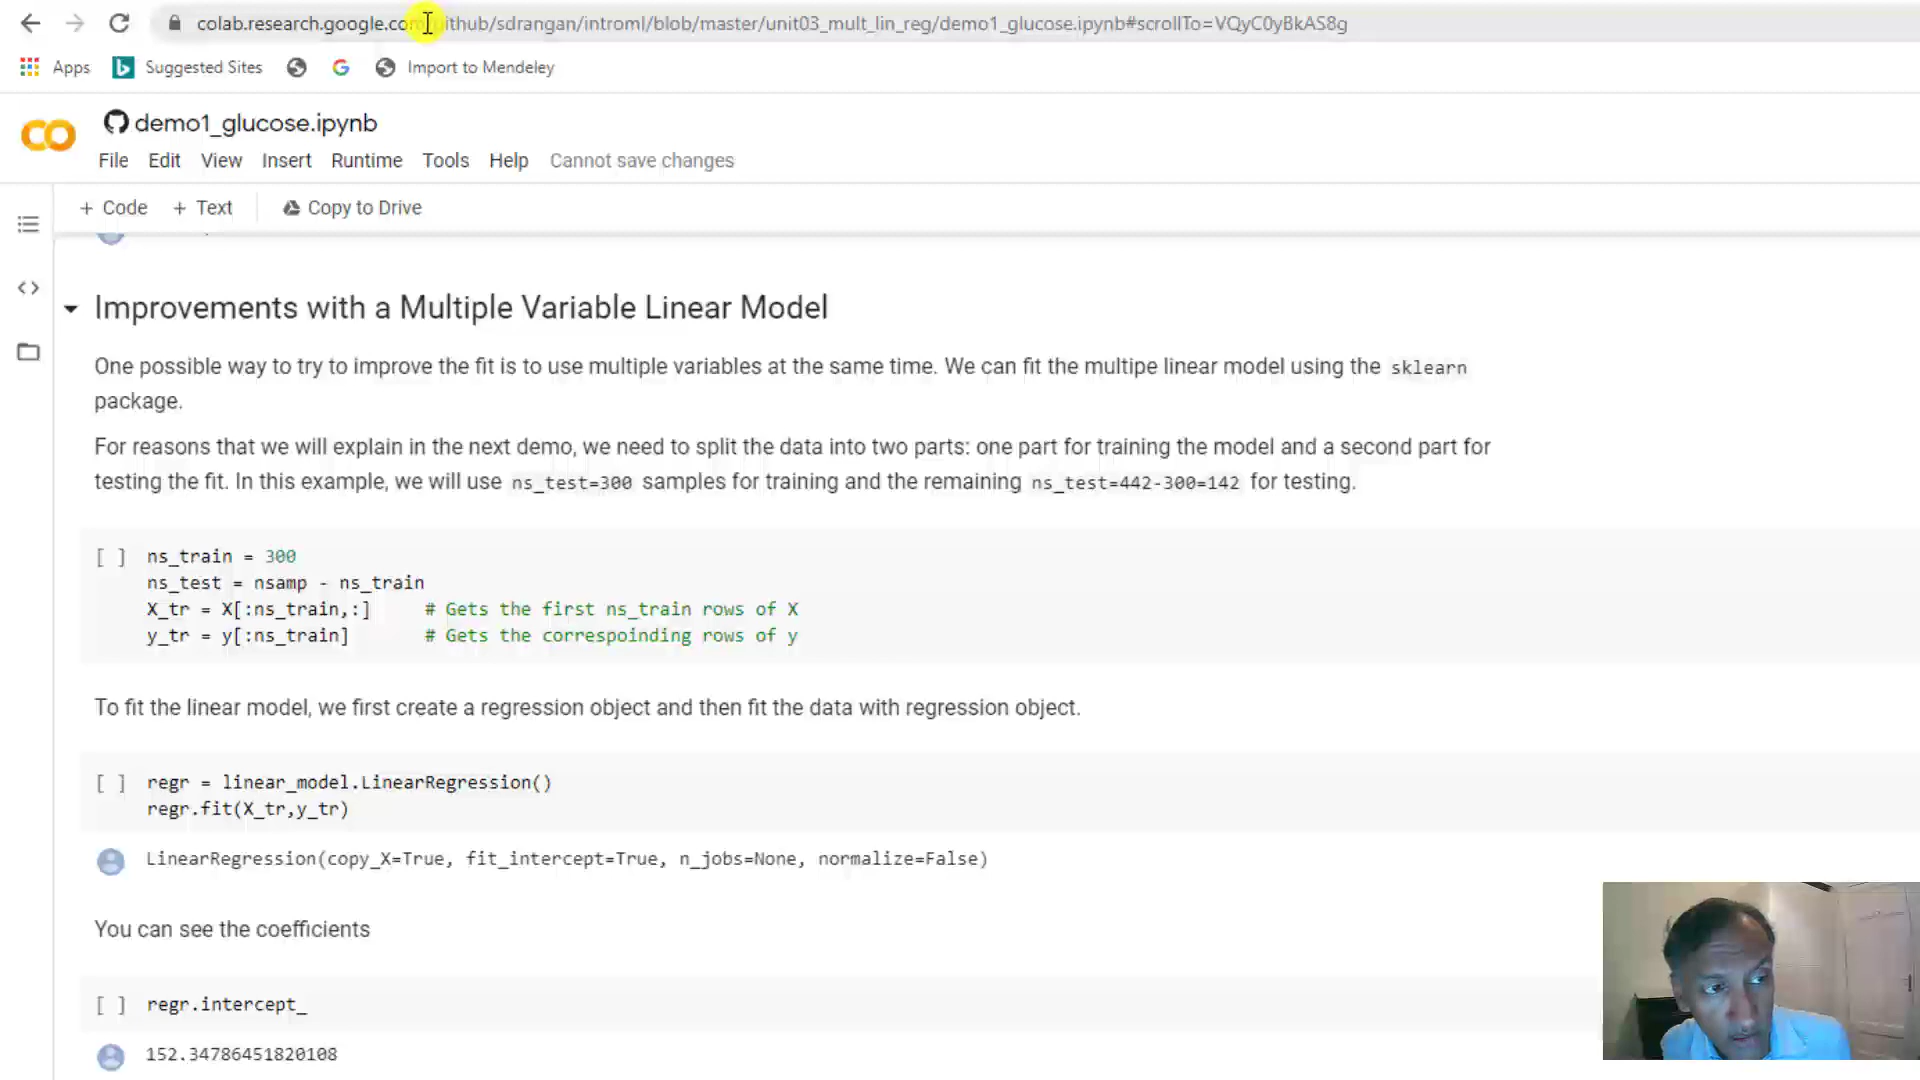 colab.research.google.com/github/sdrangan/introml/blob/master/unit03_mult_lin_reg/demo1_glucose.ipynb#scrollTo=VQyC0yBkAS8g
Apps Suggested Sites Import to Mendeley
demo1_glucose.ipynb
File Edit View Insert Runtime Tools Help Cannot save changes
+ Code + Text Copy to Drive
Improvements with a Multiple Variable Linear Model
One possible way to try to improve the fit is to use multiple variables at the same time. We can fit the multipe linear model using the sklearn
package.
For reasons that we will explain in the next demo, we need to split the data into two parts: one part for training the model and a second part for
testing the fit. In this example, we will use ns_test=300 samples for training and the remaining ns_test=442-300=142 for testing.
[ ] ns_train = 300
ns_test = nsamp - ns_train
X_tr = X[:ns_train,:] # Gets the first ns_train rows of X
y_tr = y[:ns_train] # Gets the correspoinding rows of y
To fit the linear model, we first create a regression object and then fit the data with regression object.
[ ] regr = linear_model.LinearRegression()
regr.fit(X_tr,y_tr)
LinearRegression(copy_X=True, fit_intercept=True, n_jobs=None, normalize=False)
You can see the coefficients
[ ] regr.intercept_
152.34786451820108